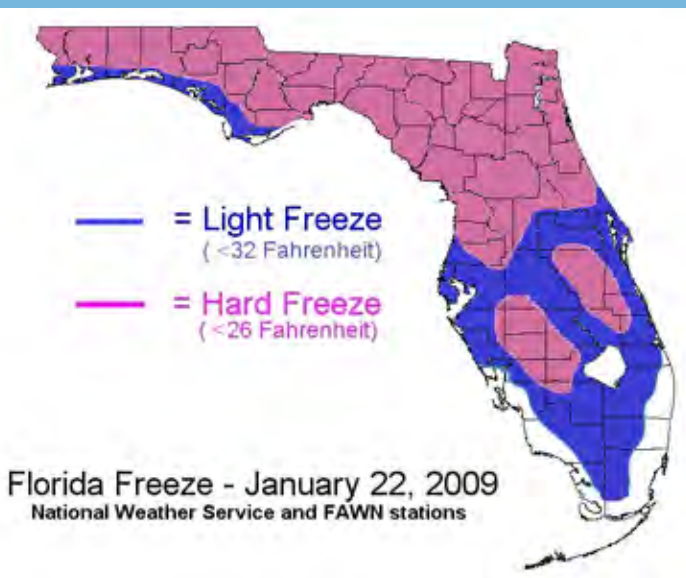 = Light Freeze
( <32 Fahrenheit)
= Hard Freeze
( <26 Fahrenheit)
Florida Freeze - January 22, 2009
National Weather Service and FAWN stations